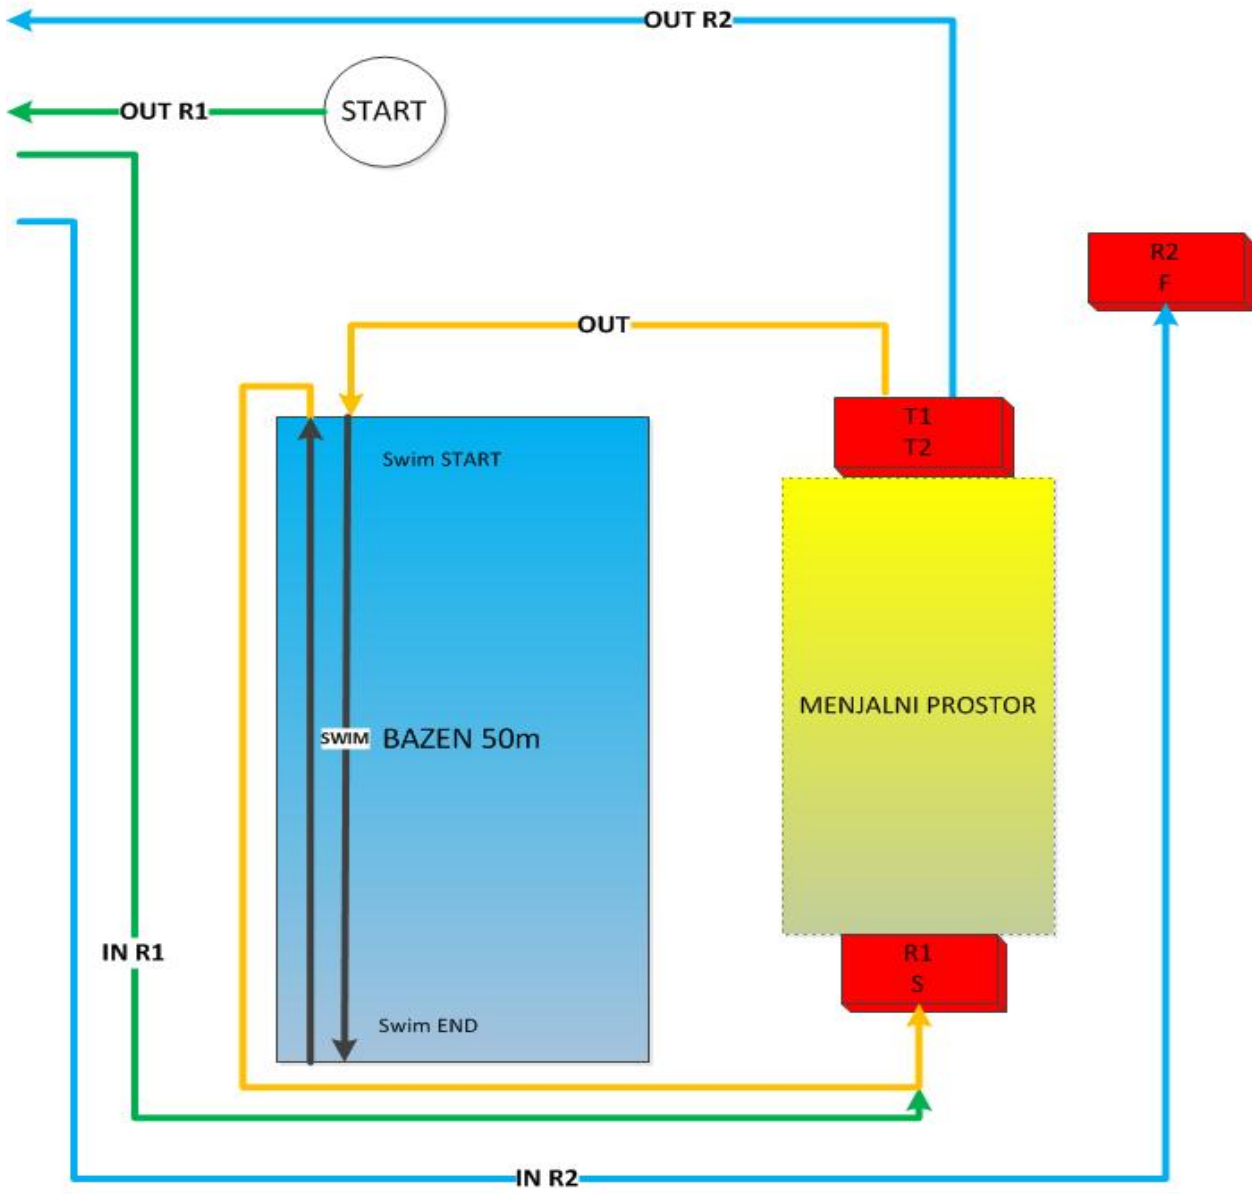 OUT R2
OUT R1
START
R2
F
OUT
T1
T2
Swim START
MENJALNI PROSTOR
SWIM
BAZEN 50m
IN R1
R1
S
Swim END
IN R2